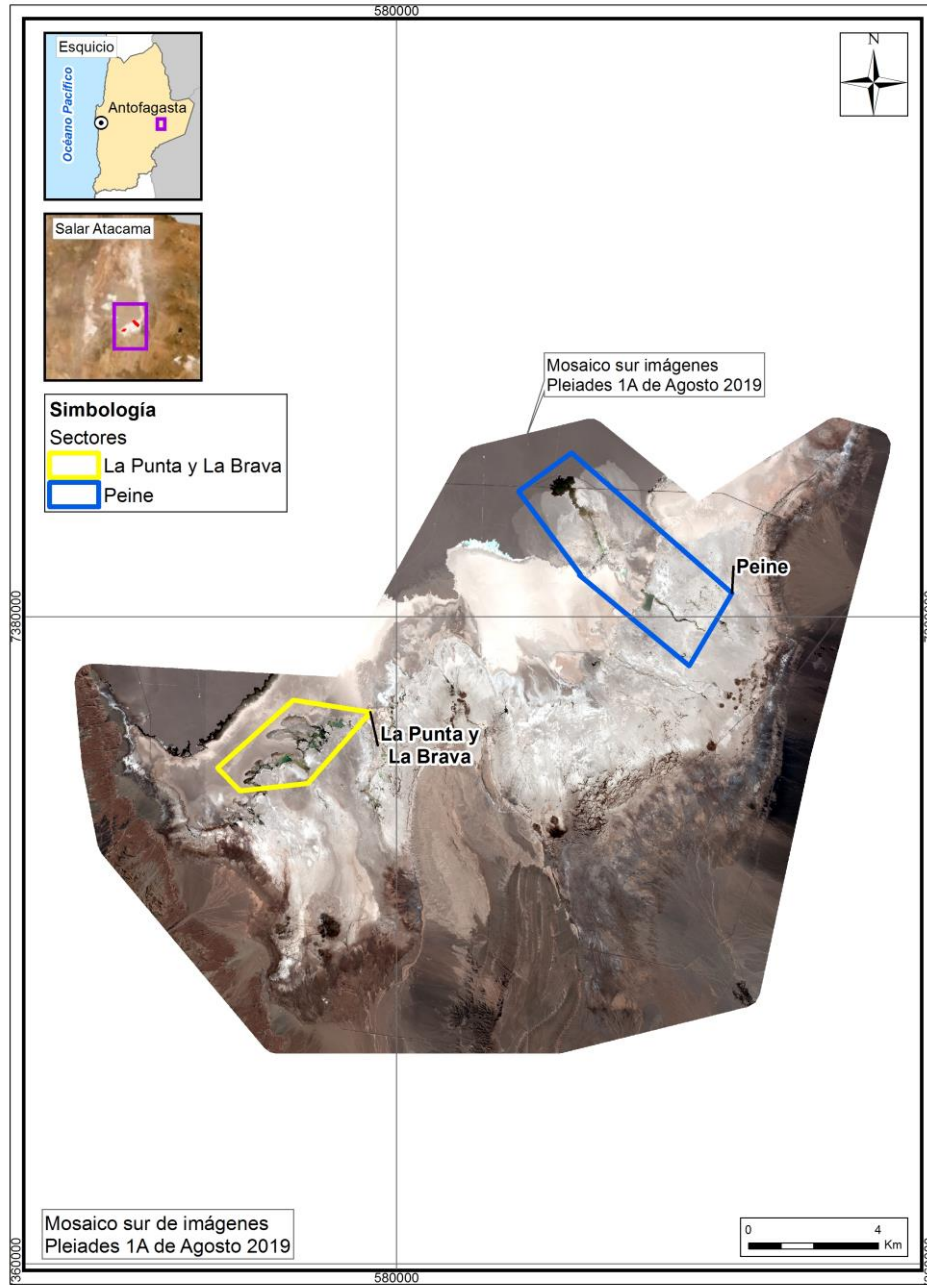 580000
Esquicio
Océano Pacífico
Antofagasta
N
Salar Atacama
Mosaico sur imágenes
Pleiades 1A de Agosto 2019
Simbología
Sectores
La Punta y La Brava
Peine
Peine
7380000
La Punta y
La Brava
Mosaico sur de imágenes
Pleiades 1A de Agosto 2019
0 4
Km
580000